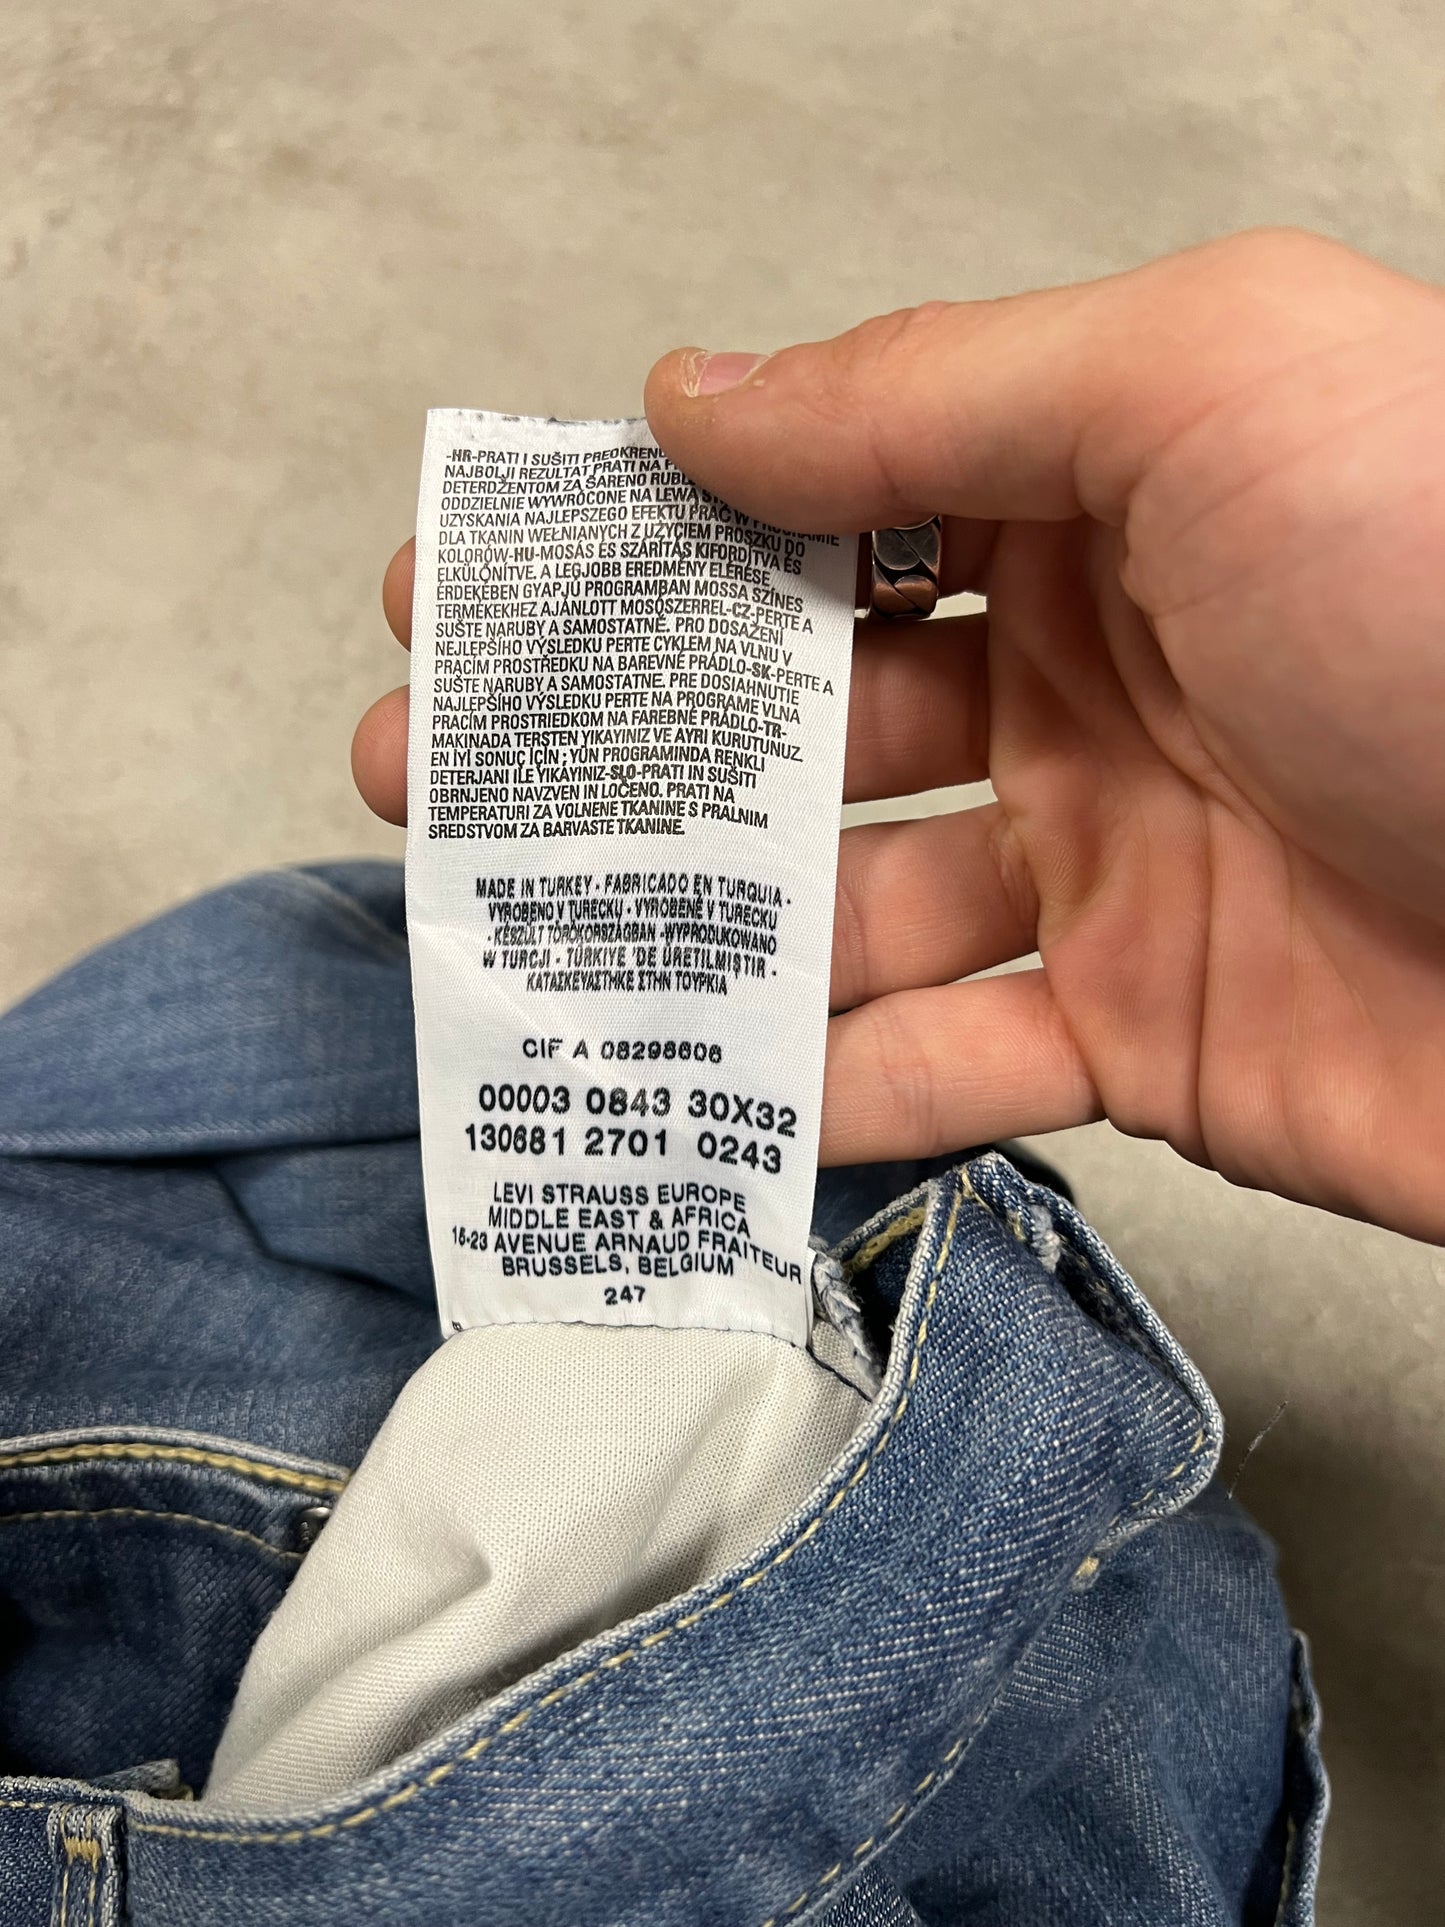 -HR-PRATI I SUŠITI PREOKREN
NAJBOLJI REZULTAT PRATI NA
DETERDŽENTOM ZA ŠARENO RUBL
ODDZIELNIE WYWRÓCONE NA LEWĄ
UZYSKANIA NAJLEPSZEGO EFEKTU PRAĆ W PROGRAMIE
DLA TKANIN WEŁNIANYCH Z UŻYCIEM PROSZKU DO
KOLORÓW-HU-MOSÁS ÉS SZÁRÍTÁS KIFORDÍTVA ÉS
ELKÜLÖNÍTVE. A LEGJOBB EREDMÉNY ELÉRÉSE
ÉRDEKÉBEN GYAPJÚ PROGRAMBAN MOSSA SZÍNES
TERMÉKEKHEZ AJÁNLOTT MOSÓSZERREL-CZ-PERTE A
SUŠTE NARUBY A SAMOSTATNĚ. PRO DOSAŽENÍ
NEJLEPŠÍHO VÝSLEDKU PERTE CYKLEM NA VLNU V
PRACÍM PROSTŘEDKU NA BAREVNÉ PRÁDLO-SK-PERTE A
SUŠTE NARUBY A SAMOSTATNE. PRE DOSIAHNUTIE
NAJLEPŠÍHO VÝSLEDKU PERTE NA PROGRAME VLNA
PRACÍM PROSTRIEDKOM NA FAREBNÉ PRÁDLO-TR-
MAKINADA TERSTEN YIKAYINIZ VE AYRI KURUTUNUZ.
EN İYİ SONUÇ İÇİN ; YÜN PROGRAMINDA RENKLİ
DETERJANI ILE YIKAYINIZ-SLO-PRATI IN SUŠITI
OBRNJENO NAVZVEN IN LOČENO. PRATI NA
TEMPERATURI ZA VOLNENE TKANINE S PRALNIM
SREDSTVOM ZA BARVASTE TKANINE.
MADE IN TURKEY - FABRICADO EN TURQUIA -
VYROBENO V TURECKU - VYROBENÉ V TURECKU
- KÉSZÜLT TÖRÖKORSZÁGBAN -WYPRODUKOWANO
W TURCJI - TÜRKİYE 'DE ÜRETİLMİŞTİR -
ΚΑΤΑΣΚΕΥΑΣΤΗΚΕ ΣΤΗΝ ΤΟΥΡΚΙΑ
CIF A 08298606
00003 0843 30X32
130681 2701 0243
LEVI STRAUSS EUROPE
MIDDLE EAST & AFRICA
15-23 AVENUE ARNAUD FRAITEUR
BRUSSELS, BELGIUM
247